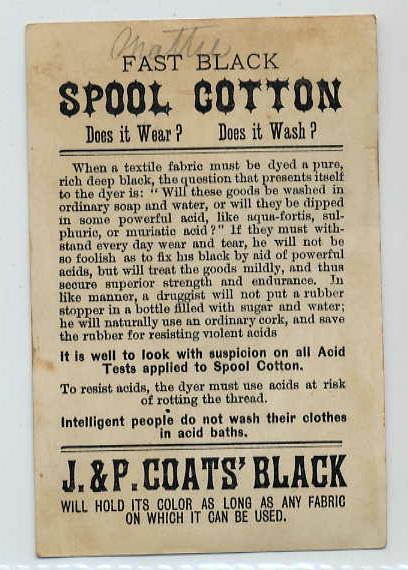 Mattie
FAST BLACK
SPOOL COTTON
Does it Wear? Does it Wash?
When a textile fabric must be dyed a pure,
rich deep black, the question that presents itself
to the dyer is: "Will these goods be washed in
ordinary soap and water, or will they be dipped
in some powerful acid, like aqua-fortis, sul-
phuric, or muriatic acid?" If they must with-
stand every day wear and tear, he will not be
so foolish as to fix his black by aid of powerful
acids, but will treat the goods mildly, and thus
secure superior strength and endurance. In
like manner, a druggist will not put a rubber
stopper in a bottle filled with sugar and water;
he will naturally use an ordinary cork, and save
the rubber for resisting violent acids
It is well to look with suspicion on all Acid
Tests applied to Spool Cotton.
To resist acids, the dyer must use acids at risk
of rotting the thread.
Intelligent people do not wash their clothes
in acid baths.
J. & P. COATS' BLACK
WILL HOLD ITS COLOR AS LONG AS ANY FABRIC
ON WHICH IT CAN BE USED.